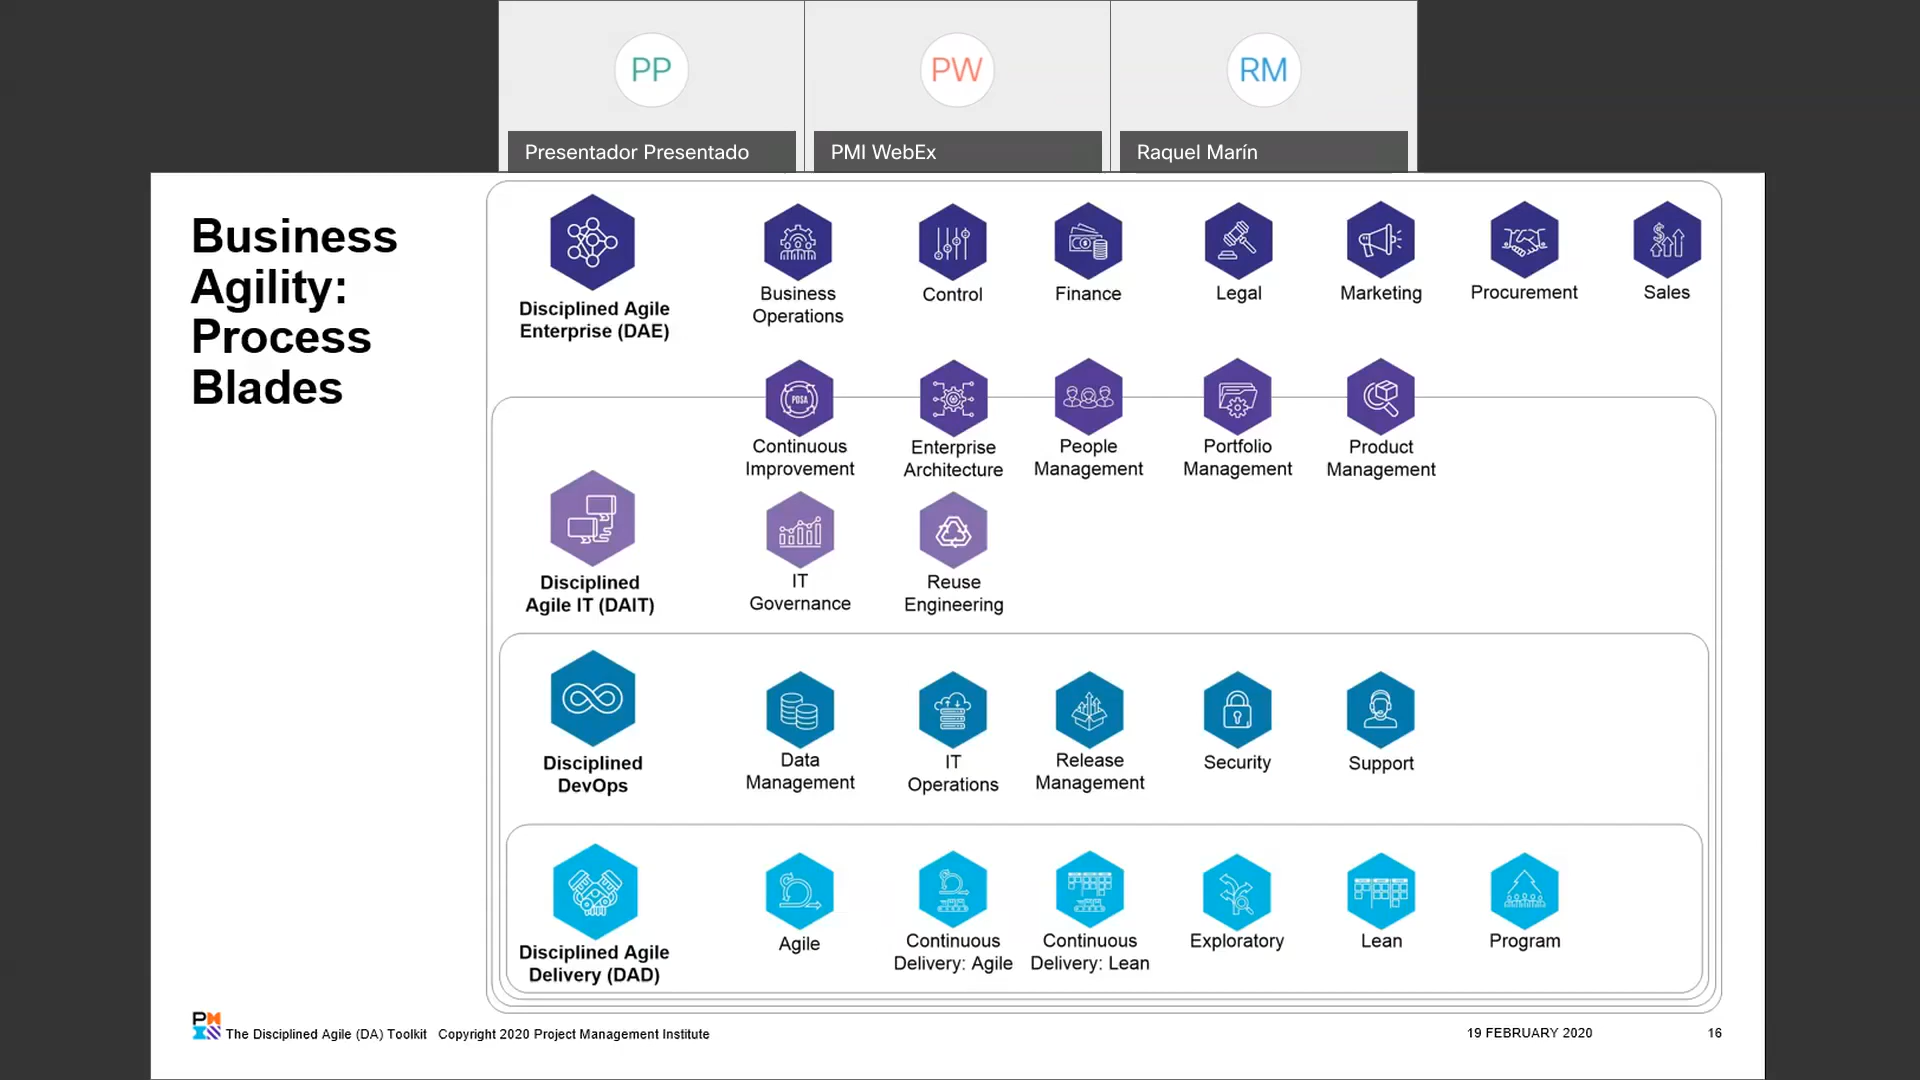 PP
PW
RM
Presentador Presentado
PMI WebEx
Raquel Marín
Business
Agility:
Process
Blades
Disciplined Agile
Enterprise (DAE)
Business
Operations
Control
Finance
Legal
Marketing
Procurement
Sales
PDSA
Continuous
Improvement
Enterprise
Architecture
People
Management
Portfolio
Management
Product
Management
Disciplined
Agile IT (DAIT)
IT
Governance
Reuse
Engineering
Disciplined
DevOps
Data
Management
IT
Operations
Release
Management
Security
Support
Disciplined Agile
Delivery (DAD)
Agile
Continuous
Delivery: Agile
Continuous
Delivery: Lean
Exploratory
Lean
Program
The Disciplined Agile (DA) Toolkit Copyright 2020 Project Management Institute
19 FEBRUARY 2020
16